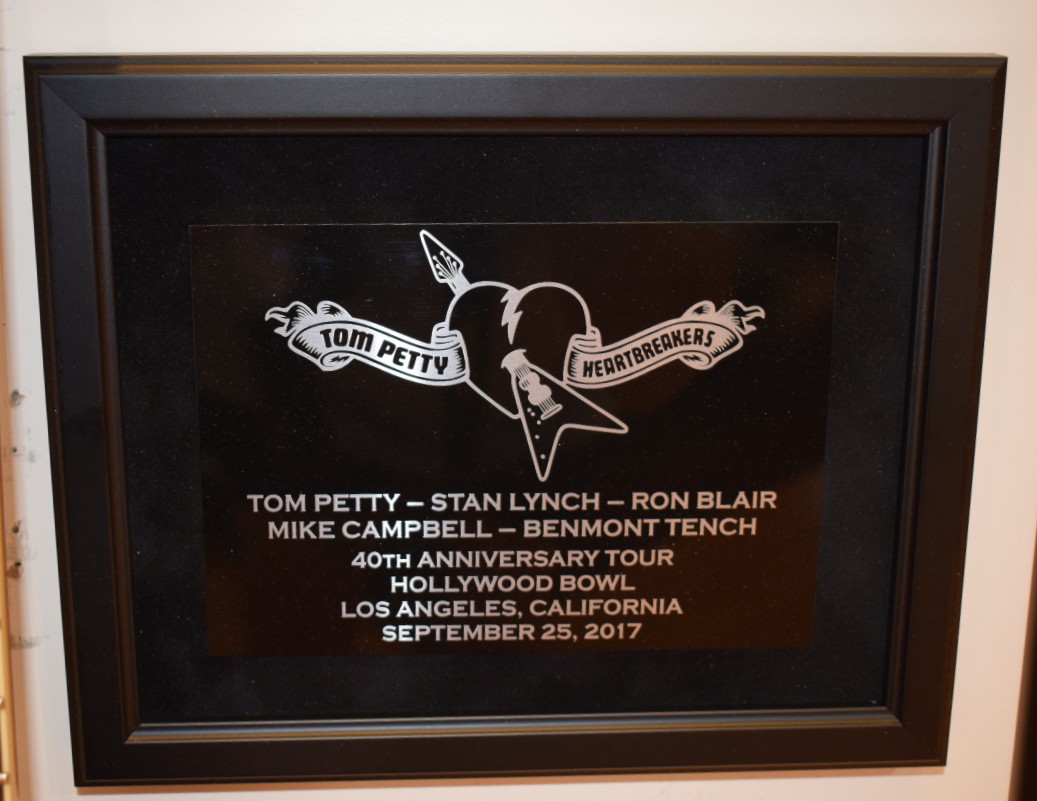 TOM PETTY HEARTBREAKERS
TOM PETTY – STAN LYNCH – RON BLAIR
MIKE CAMPBELL – BENMONT TENCH
40TH ANNIVERSARY TOUR
HOLLYWOOD BOWL
LOS ANGELES, CALIFORNIA
SEPTEMBER 25, 2017